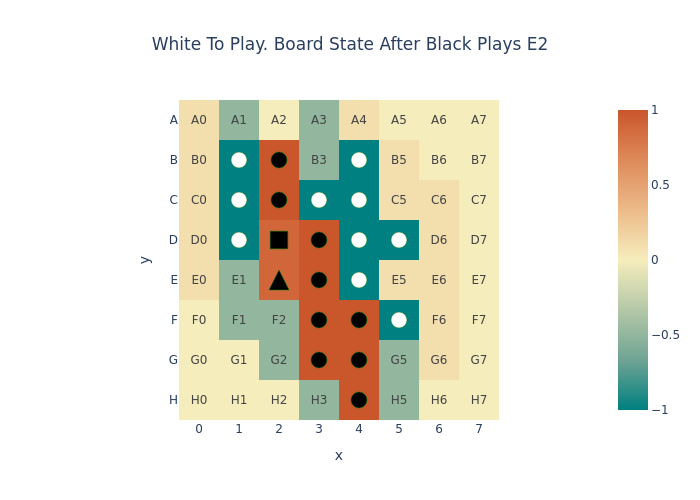 White To Play. Board State After Black Plays E2
A A0 A1 A2 A3 A4 A5 A6 A7
B B0 B3 B5 B6 B7
C C0 C5 C6 C7
D D0 D6 D7
E E0 E1 E5 E6 E7
F F0 F1 F2 F6 F7
G G0 G1 G2 G5 G6 G7
H H0 H1 H2 H3 H5 H6 H7
0 1 2 3 4 5 6 7
x
y
1
0.5
0
−0.5
−1